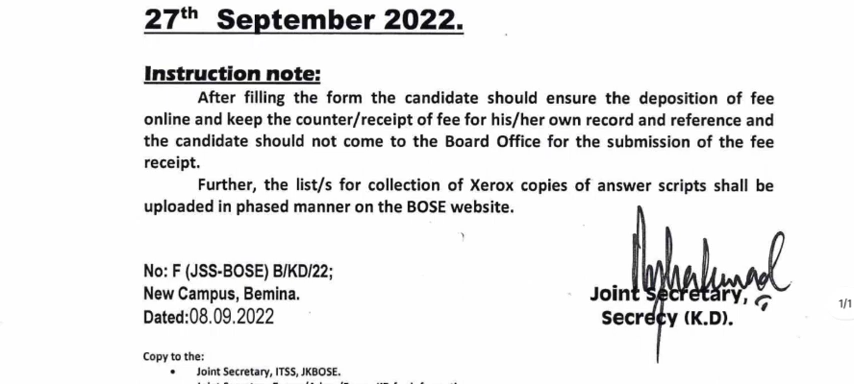 27th September 2022.
Instruction note:
After filling the form the candidate should ensure the deposition of fee
online and keep the counter/receipt of fee for his/her own record and reference and
the candidate should not come to the Board Office for the submission of the fee
receipt.
Further, the list/s for collection of Xerox copies of answer scripts shall be
uploaded in phased manner on the BOSE website.
No: F (JSS-BOSE) B/KD/22;
New Campus, Bemina.
Dated:08.09.2022
Joint Secretary,
Secrecy (K.D).
1/1
Copy to the:
• Joint Secretary, ITSS, JKBOSE.